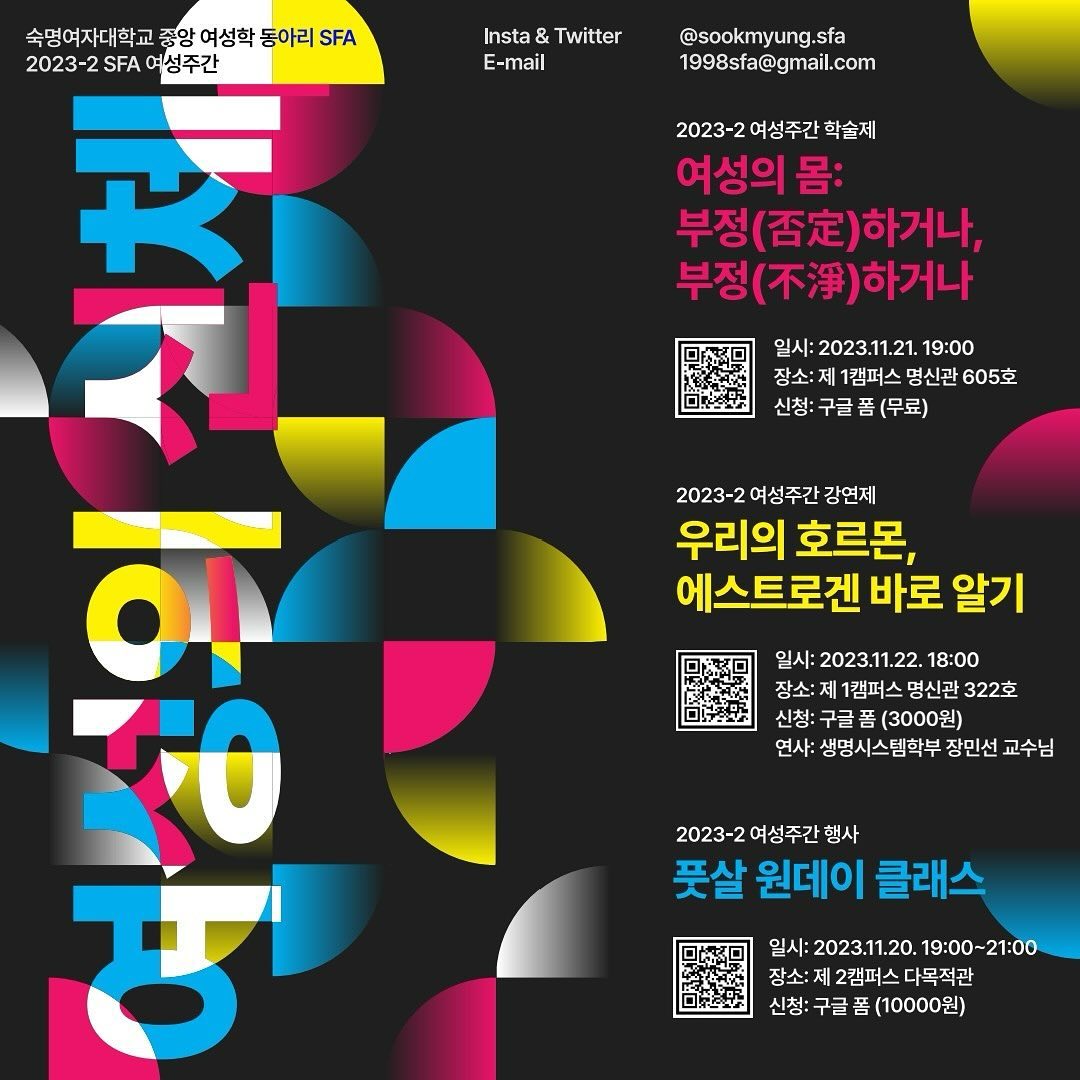 숙명여자대학교 중앙 여성학 동아리 SFA
2023-2 SFA 여성주간
Insta & Twitter
@sookmyung.sfa
E-mail
1998sfa@gmail.com
여성의 신체
2023-2 여성주간 학술제
여성의 몸:
부정(否定)하거나,
부정(不淨)하거나
일시: 2023.11.21. 19:00
장소: 제 1캠퍼스 명신관 605호
신청: 구글 폼 (무료)
2023-2 여성주간 강연제
우리의 호르몬,
에스트로겐 바로 알기
일시: 2023.11.22. 18:00
장소: 제 1캠퍼스 명신관 322호
신청: 구글 폼 (3000원)
연사: 생명시스템학부 장민선 교수님
2023-2 여성주간 행사
풋살 원데이 클래스
일시: 2023.11.20. 19:00~21:00
장소: 제 2캠퍼스 다목적관
신청: 구글 폼 (10000원)